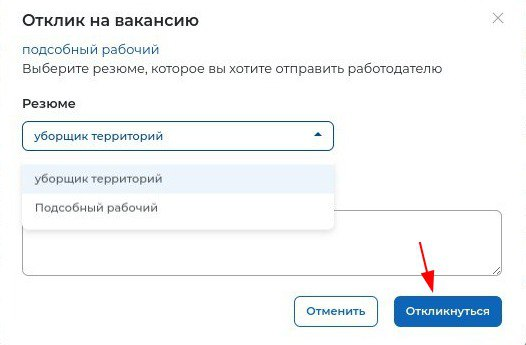 Отклик на вакансию
подсобный рабочий
Выберите резюме, которое вы хотите отправить работодателю
Резюме
уборщик территорий
уборщик территорий
Подсобный рабочий
Отменить
Откликнуться